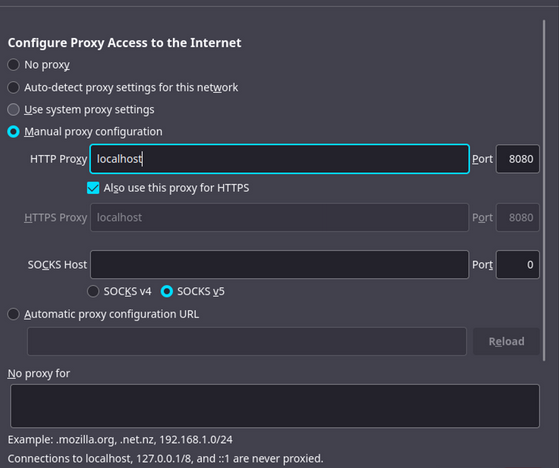 Configure Proxy Access to the Internet
No proxy
Auto-detect proxy settings for this network
Use system proxy settings
Manual proxy configuration
HTTP Proxy localhost Port 8080
Also use this proxy for HTTPS
HTTPS Proxy localhost Port 8080
SOCKS Host Port 0
SOCKS v4 SOCKS v5
Automatic proxy configuration URL
Reload
No proxy for
Example: .mozilla.org, .net.nz, 192.168.1.0/24
Connections to localhost, 127.0.0.1/8, and ::1 are never proxied.